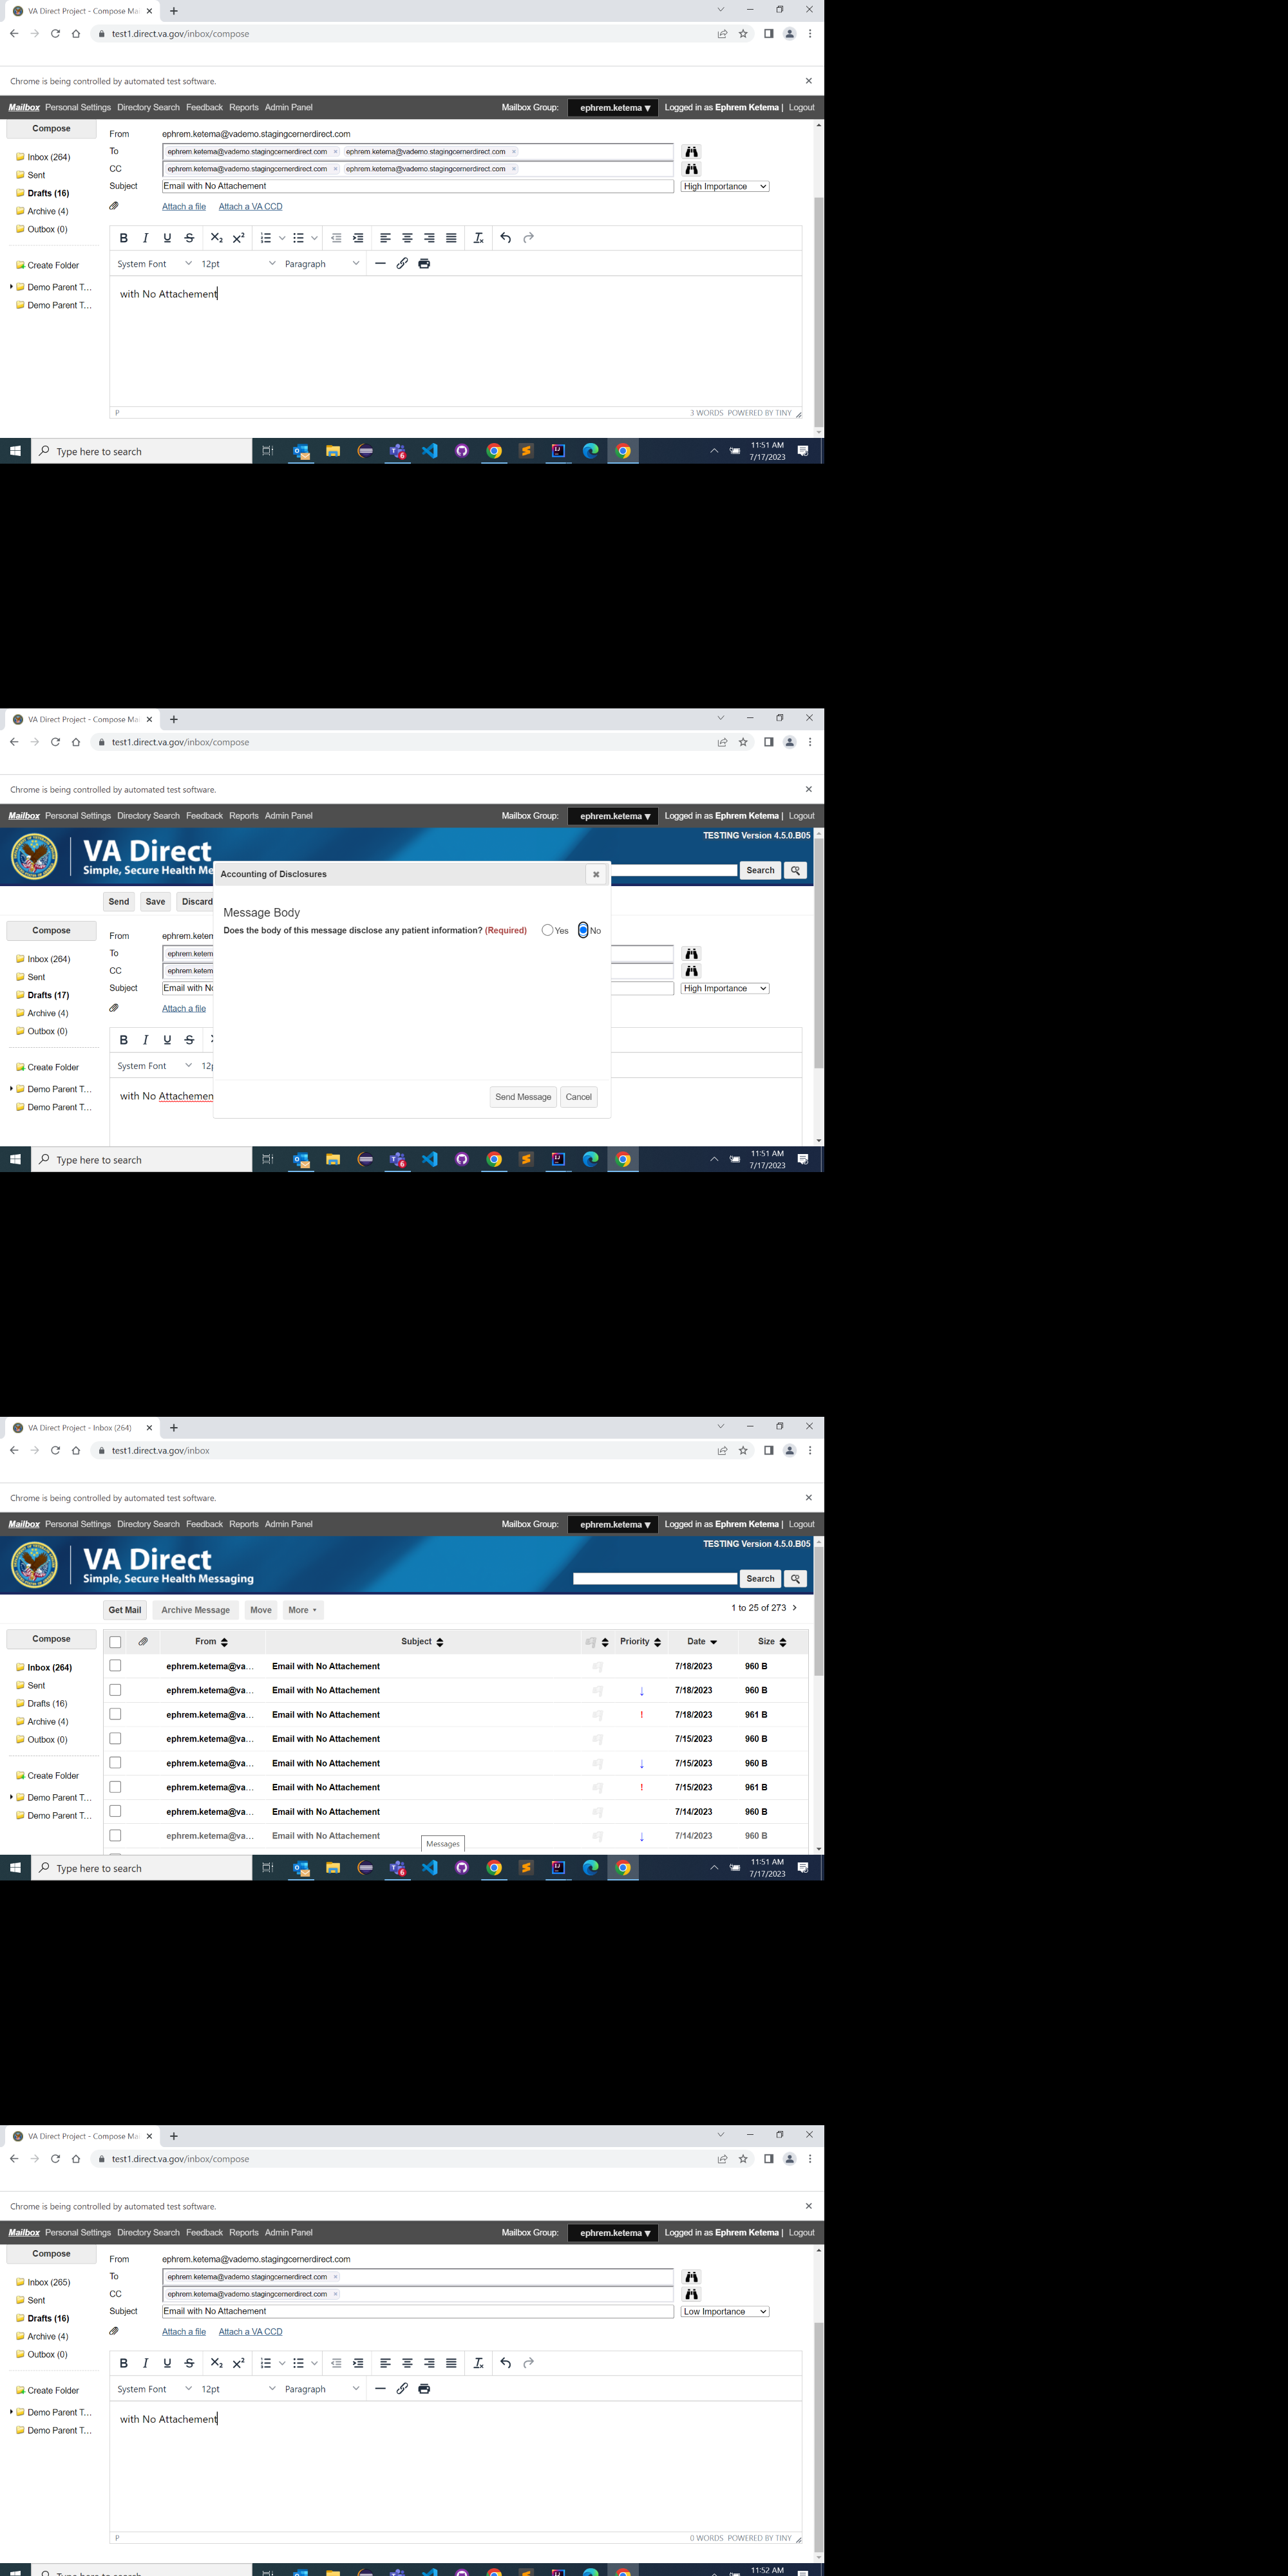 VA Direct Project - Compose Ma
test1.direct.va.gov/inbox/compose
Chrome is being controlled by automated test software.
Mailbox Personal Settings Directory Search Feedback Reports Admin Panel Mailbox Group: ephrem.ketema ▼ Logged in as Ephrem Ketema | Logout
Compose
From ephrem.ketema@vademo.stagingcernerdirect.com
To ephrem.ketema@vademo.stagingcernerdirect.com × ephrem.ketema@vademo.stagingcernerdirect.com ×
CC ephrem.ketema@vademo.stagingcernerdirect.com × ephrem.ketema@vademo.stagingcernerdirect.com ×
Subject Email with No Attachement High Importance
Attach a file Attach a VA CCD
Inbox (264)
Sent
Drafts (16)
Archive (4)
Outbox (0)
Create Folder
Demo Parent T...
Demo Parent T...
B I U S X₂ X²
System Font 12pt Paragraph
with No Attachement
P 3 WORDS POWERED BY TINY
Type here to search
11:51 AM
7/17/2023
VA Direct Project - Compose Ma
test1.direct.va.gov/inbox/compose
Chrome is being controlled by automated test software.
Mailbox Personal Settings Directory Search Feedback Reports Admin Panel Mailbox Group: ephrem.ketema ▼ Logged in as Ephrem Ketema | Logout
TESTING Version 4.5.0.B05
VA Direct
Simple, Secure Health Me
Search
Send Save Discard
Accounting of Disclosures
Message Body
Does the body of this message disclose any patient information? (Required) Yes No
Send Message Cancel
Compose
From ephrem.keterr
To ephrem.ketem
CC ephrem.ketem
Subject Email with No High Importance
Attach a file
Inbox (264)
Sent
Drafts (17)
Archive (4)
Outbox (0)
Create Folder
Demo Parent T...
Demo Parent T...
B I U S
System Font 12p
with No Attachemen
Type here to search
11:51 AM
7/17/2023
VA Direct Project - Inbox (264)
test1.direct.va.gov/inbox
Chrome is being controlled by automated test software.
Mailbox Personal Settings Directory Search Feedback Reports Admin Panel Mailbox Group: ephrem.ketema ▼ Logged in as Ephrem Ketema | Logout
TESTING Version 4.5.0.B05
VA Direct
Simple, Secure Health Messaging
Search
Get Mail Archive Message Move More 1 to 25 of 273
Compose
Inbox (264)
Sent
Drafts (16)
Archive (4)
Outbox (0)
Create Folder
Demo Parent T...
Demo Parent T...
From Subject Priority Date Size
ephrem.ketema@va... Email with No Attachement 7/18/2023 960 B
ephrem.ketema@va... Email with No Attachement ↓ 7/18/2023 960 B
ephrem.ketema@va... Email with No Attachement ! 7/18/2023 961 B
ephrem.ketema@va... Email with No Attachement 7/15/2023 960 B
ephrem.ketema@va... Email with No Attachement ↓ 7/15/2023 960 B
ephrem.ketema@va... Email with No Attachement ! 7/15/2023 961 B
ephrem.ketema@va... Email with No Attachement 7/14/2023 960 B
ephrem.ketema@va... Email with No Attachement ↓ 7/14/2023 960 B
Messages
Type here to search
11:51 AM
7/17/2023
VA Direct Project - Compose Ma
test1.direct.va.gov/inbox/compose
Chrome is being controlled by automated test software.
Mailbox Personal Settings Directory Search Feedback Reports Admin Panel Mailbox Group: ephrem.ketema ▼ Logged in as Ephrem Ketema | Logout
Compose
From ephrem.ketema@vademo.stagingcernerdirect.com
To ephrem.ketema@vademo.stagingcernerdirect.com ×
CC ephrem.ketema@vademo.stagingcernerdirect.com ×
Subject Email with No Attachement Low Importance
Attach a file Attach a VA CCD
Inbox (265)
Sent
Drafts (16)
Archive (4)
Outbox (0)
Create Folder
Demo Parent T...
Demo Parent T...
B I U S X₂ X²
System Font 12pt Paragraph
with No Attachement
P 0 WORDS POWERED BY TINY
Type here to search
11:52 AM